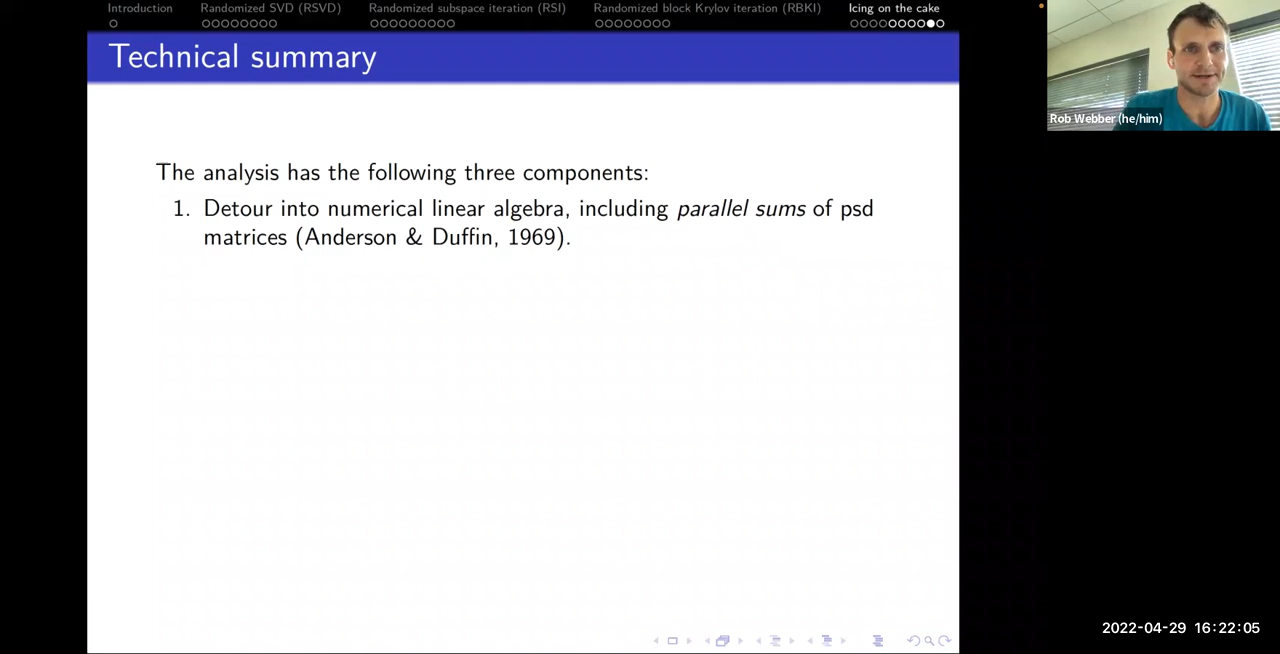 Introduction
Randomized SVD (RSVD)
Randomized subspace iteration (RSI)
Randomized block Krylov iteration (RBKI)
Icing on the cake
Technical summary
The analysis has the following three components:
1. Detour into numerical linear algebra, including parallel sums of psd
matrices (Anderson & Duffin, 1969).
Rob Webber (he/him)
2022-04-29 16:22:05